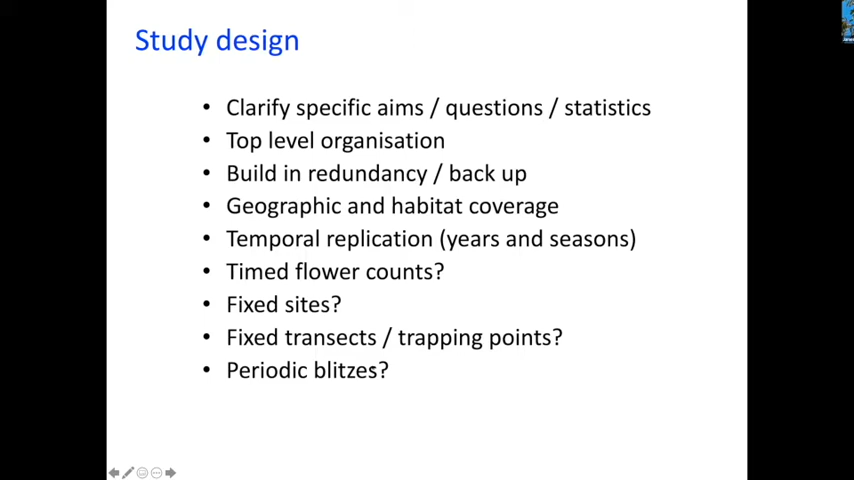 Study design
• Clarify specific aims / questions / statistics
• Top level organisation
• Build in redundancy / back up
• Geographic and habitat coverage
• Temporal replication (years and seasons)
• Timed flower counts?
• Fixed sites?
• Fixed transects / trapping points?
• Periodic blitzes?